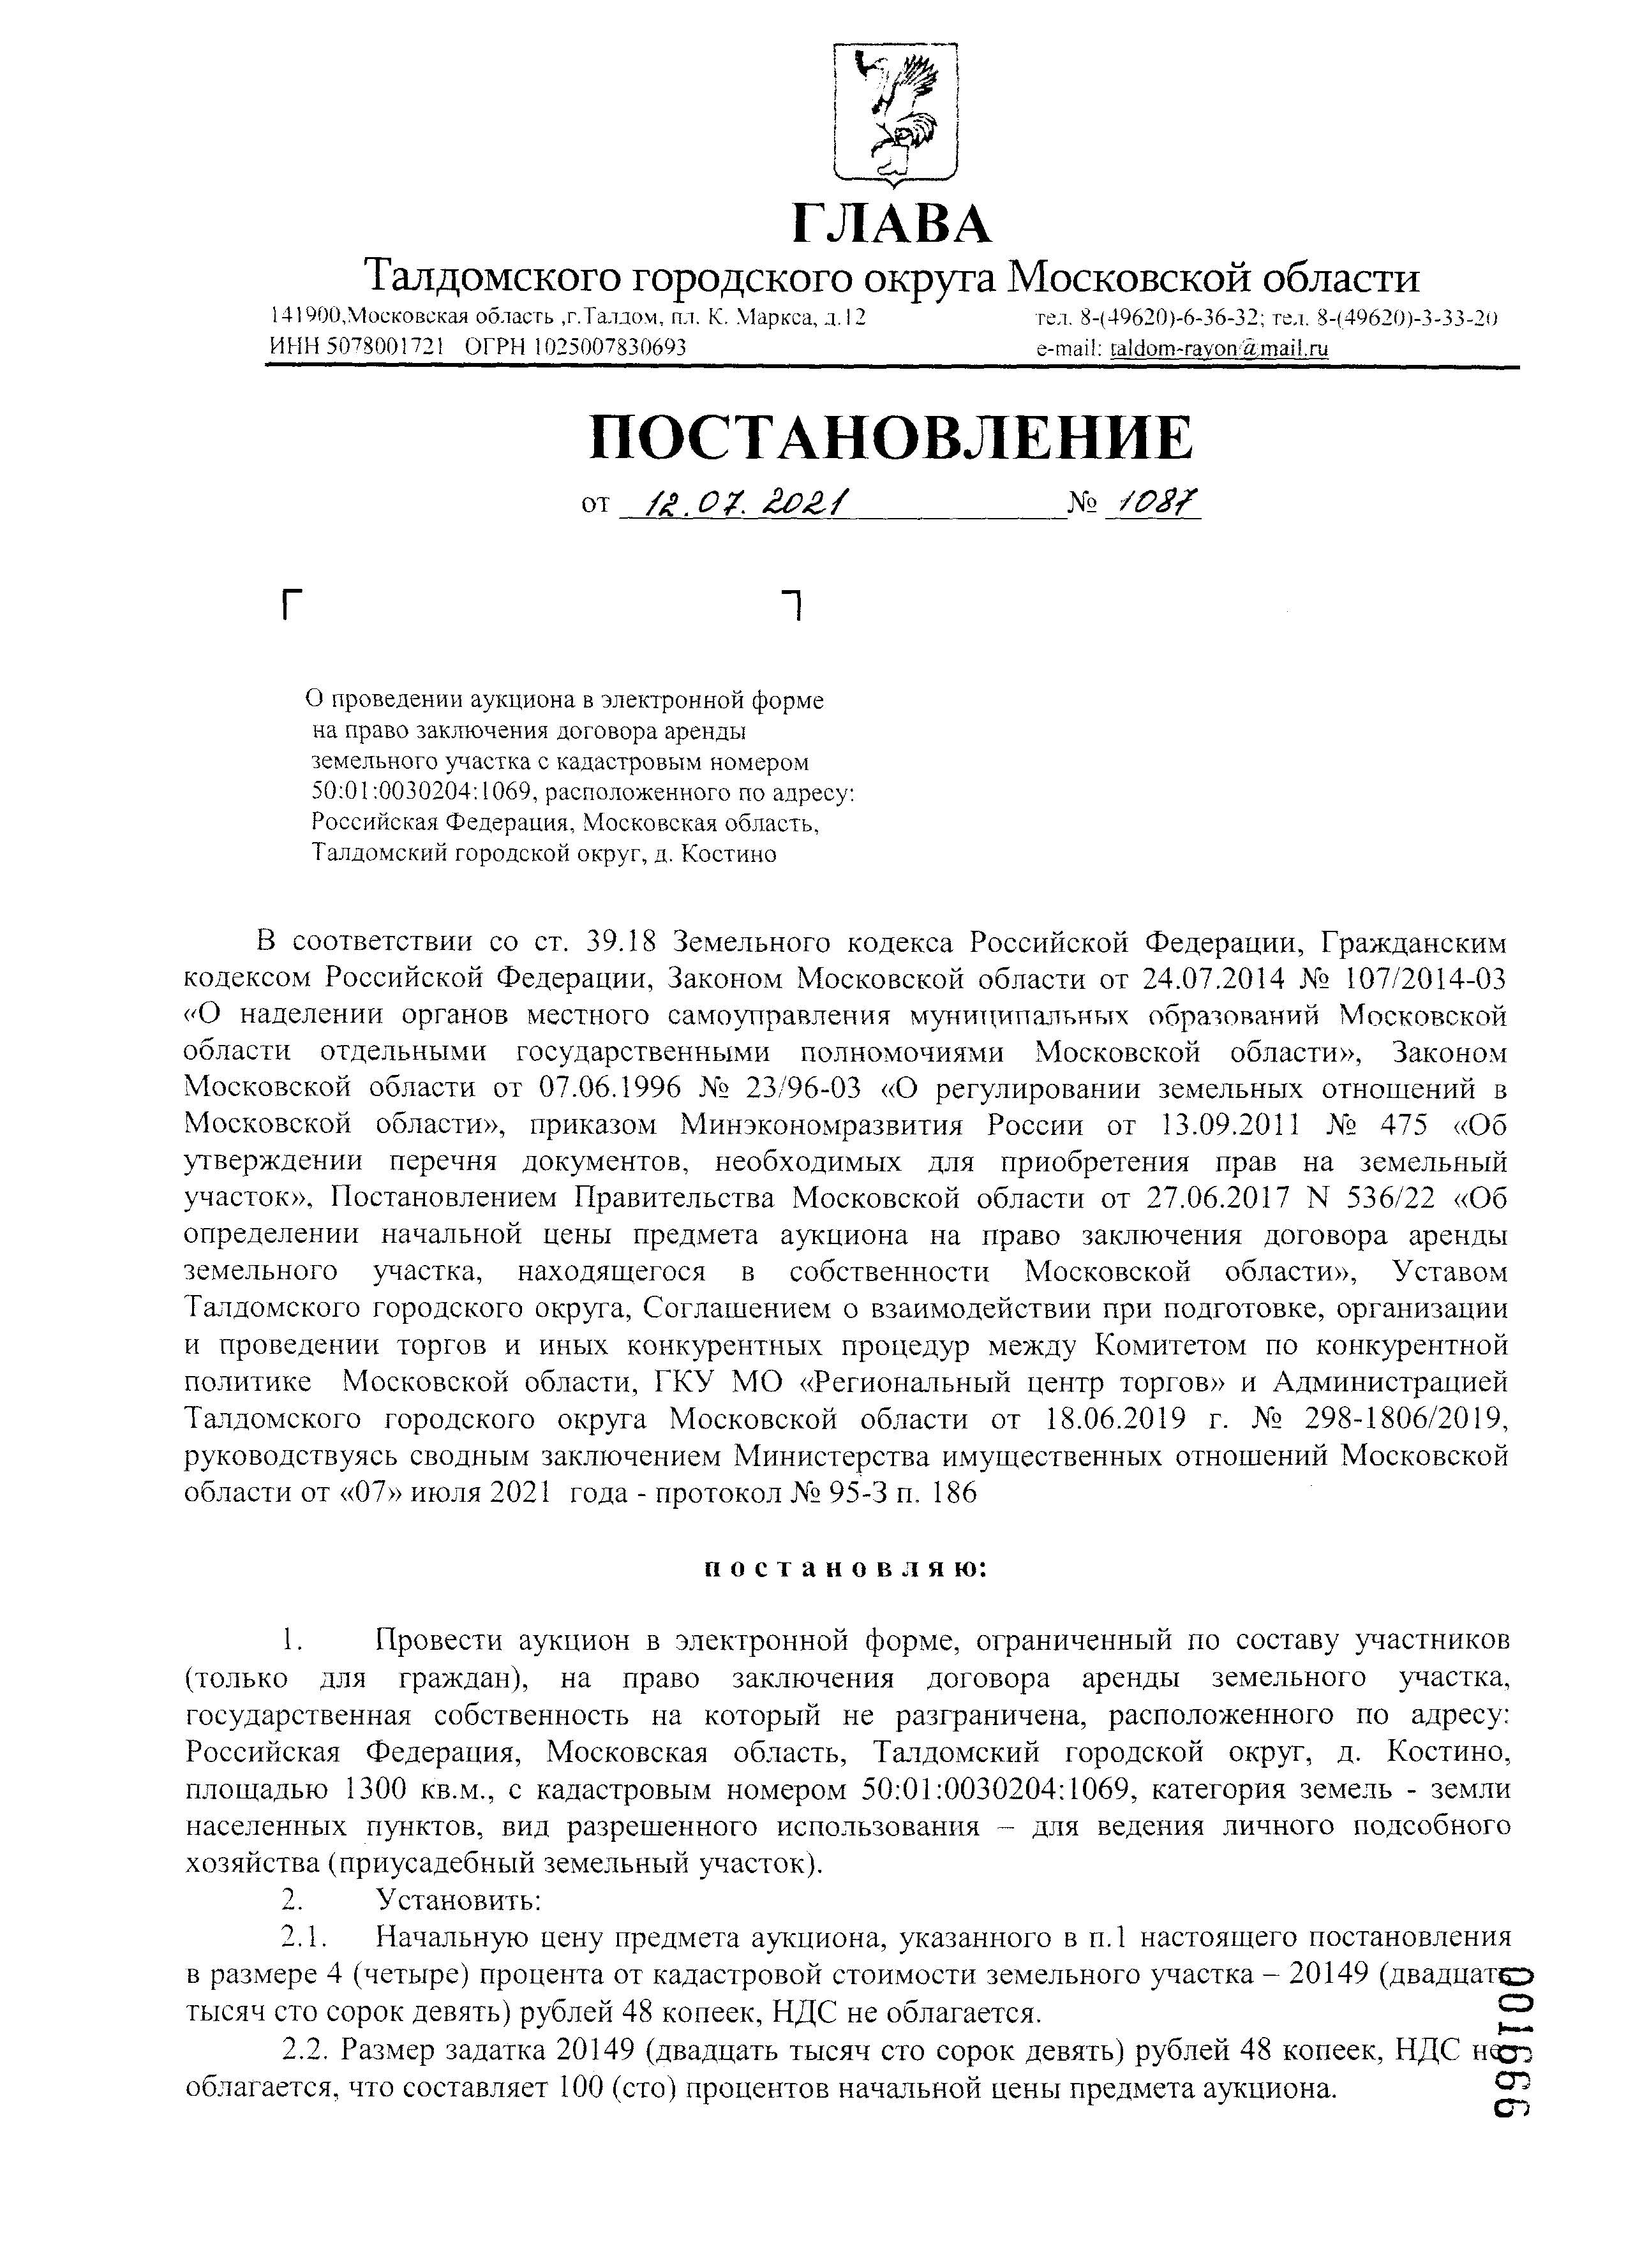 ГЛАВА
Талдомского городского округа Московской области
141900,Московская область ,г.Талдом, пл. К. Маркса, д.12 тел. 8-(49620)-6-36-32; тел. 8-(49620)-3-33-20
ИНН 5078001721 ОГРН 1025007830693 e-mail: taldom-rayon@mail.ru
ПОСТАНОВЛЕНИЕ
от 12.07.2021 № 1087
О проведении аукциона в электронной форме
на право заключения договора аренды
земельного участка с кадастровым номером
50:01:0030204:1069, расположенного по адресу:
Российская Федерация, Московская область,
Талдомский городской округ, д. Костино
В соответствии со ст. 39.18 Земельного кодекса Российской Федерации, Гражданским
кодексом Российской Федерации, Законом Московской области от 24.07.2014 № 107/2014-ОЗ
«О наделении органов местного самоуправления муниципальных образований Московской
области отдельными государственными полномочиями Московской области», Законом
Московской области от 07.06.1996 № 23/96-ОЗ «О регулировании земельных отношений в
Московской области», приказом Минэкономразвития России от 13.09.2011 № 475 «Об
утверждении перечня документов, необходимых для приобретения прав на земельный
участок», Постановлением Правительства Московской области от 27.06.2017 N 536/22 «Об
определении начальной цены предмета аукциона на право заключения договора аренды
земельного участка, находящегося в собственности Московской области», Уставом
Талдомского городского округа, Соглашением о взаимодействии при подготовке, организации
и проведении торгов и иных конкурентных процедур между Комитетом по конкурентной
политике Московской области, ГКУ МО «Региональный центр торгов» и Администрацией
Талдомского городского округа Московской области от 18.06.2019 г. № 298-1806/2019,
руководствуясь сводным заключением Министерства имущественных отношений Московской
области от «07» июля 2021 года - протокол № 95-З п. 186
п о с т а н о в л я ю:
1. Провести аукцион в электронной форме, ограниченный по составу участников
(только для граждан), на право заключения договора аренды земельного участка,
государственная собственность на который не разграничена, расположенного по адресу:
Российская Федерация, Московская область, Талдомский городской округ, д. Костино,
площадью 1300 кв.м., с кадастровым номером 50:01:0030204:1069, категория земель - земли
населенных пунктов, вид разрешенного использования – для ведения личного подсобного
хозяйства (приусадебный земельный участок).
2. Установить:
2.1. Начальную цену предмета аукциона, указанного в п.1 настоящего постановления
в размере 4 (четыре) процента от кадастровой стоимости земельного участка – 20149 (двадцать
тысяч сто сорок девять) рублей 48 копеек, НДС не облагается.
2.2. Размер задатка 20149 (двадцать тысяч сто сорок девять) рублей 48 копеек, НДС не
облагается, что составляет 100 (сто) процентов начальной цены предмета аукциона.
001666